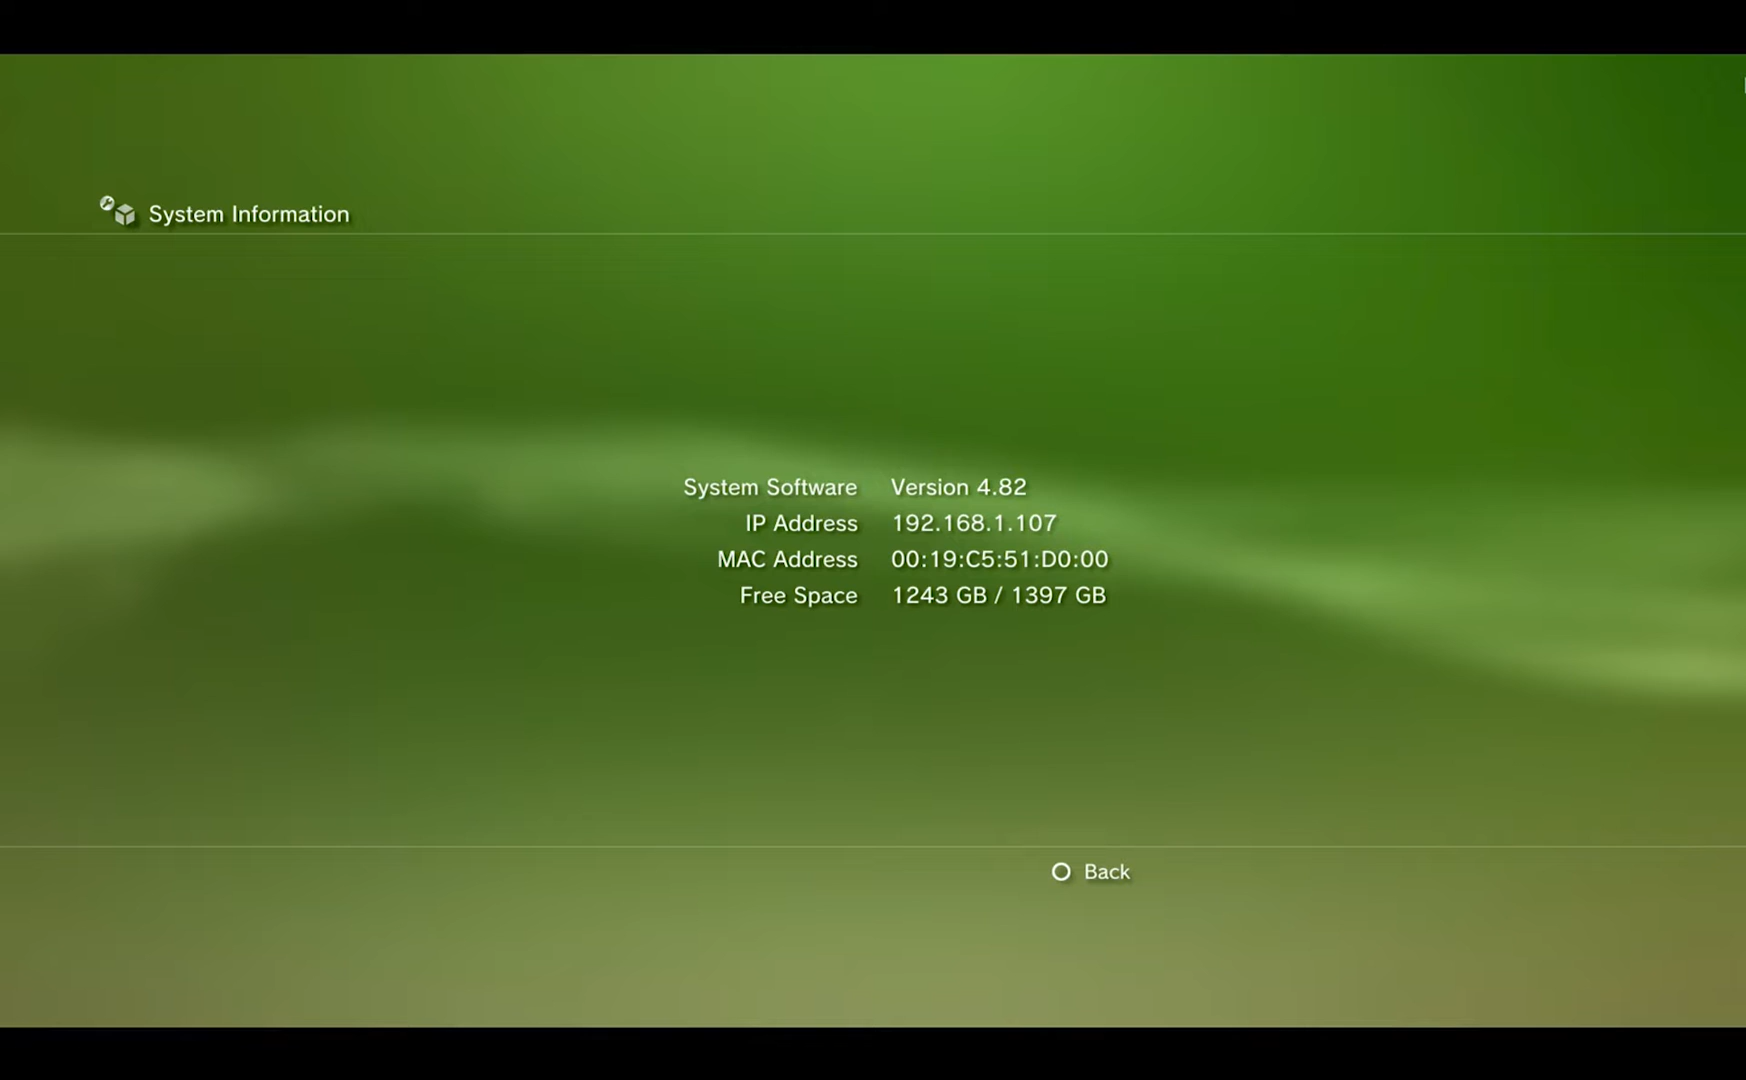 System Information
System Software Version 4.82
IP Address 192.168.1.107
MAC Address 00:19:C5:51:D0:00
Free Space 1243 GB / 1397 GB
Back